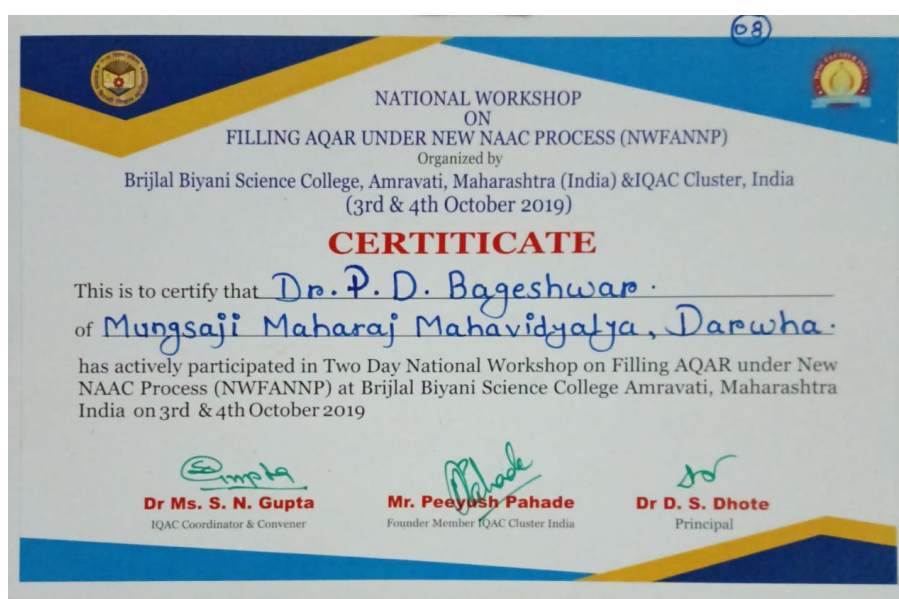 08
NATIONAL WORKSHOP
ON
FILLING AQAR UNDER NEW NAAC PROCESS (NWFANNP)
Organized by
Brijlal Biyani Science College, Amravati, Maharashtra (India) &IQAC Cluster, India
(3rd & 4th October 2019)
CERTITICATE
This is to certify that Dr. P. D. Bageshwar.
of Mungsaji Maharaj Mahavidyalya, Darwha.
has actively participated in Two Day National Workshop on Filling AQAR under New
NAAC Process (NWFANNP) at Brijlal Biyani Science College Amravati, Maharashtra
India on 3rd & 4th October 2019
Gupta Pahade
Dr Ms. S. N. Gupta Mr. Peeyush Pahade Dr D. S. Dhote
IQAC Coordinator & Convener Founder Member IQAC Cluster India Principal